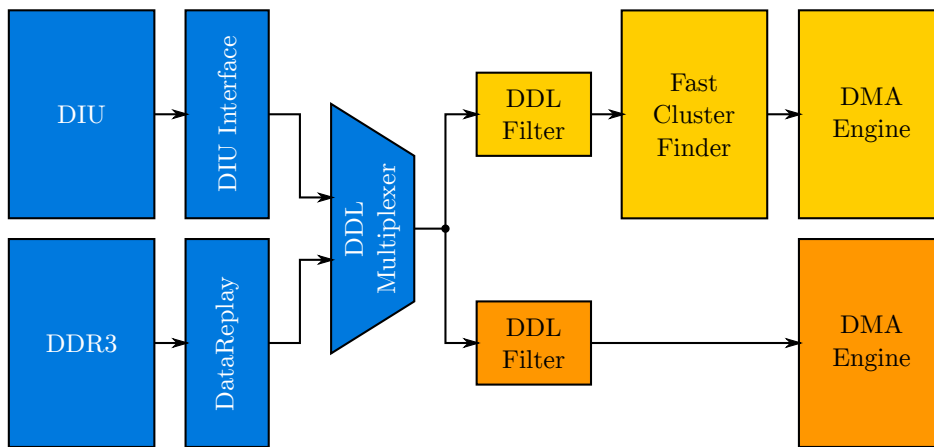 DIU
DIU Interface
DDL
Multiplexer
DDL
Filter
Fast
Cluster
Finder
DMA
Engine
DDR3
DataReplay
DDL
Filter
DMA
Engine